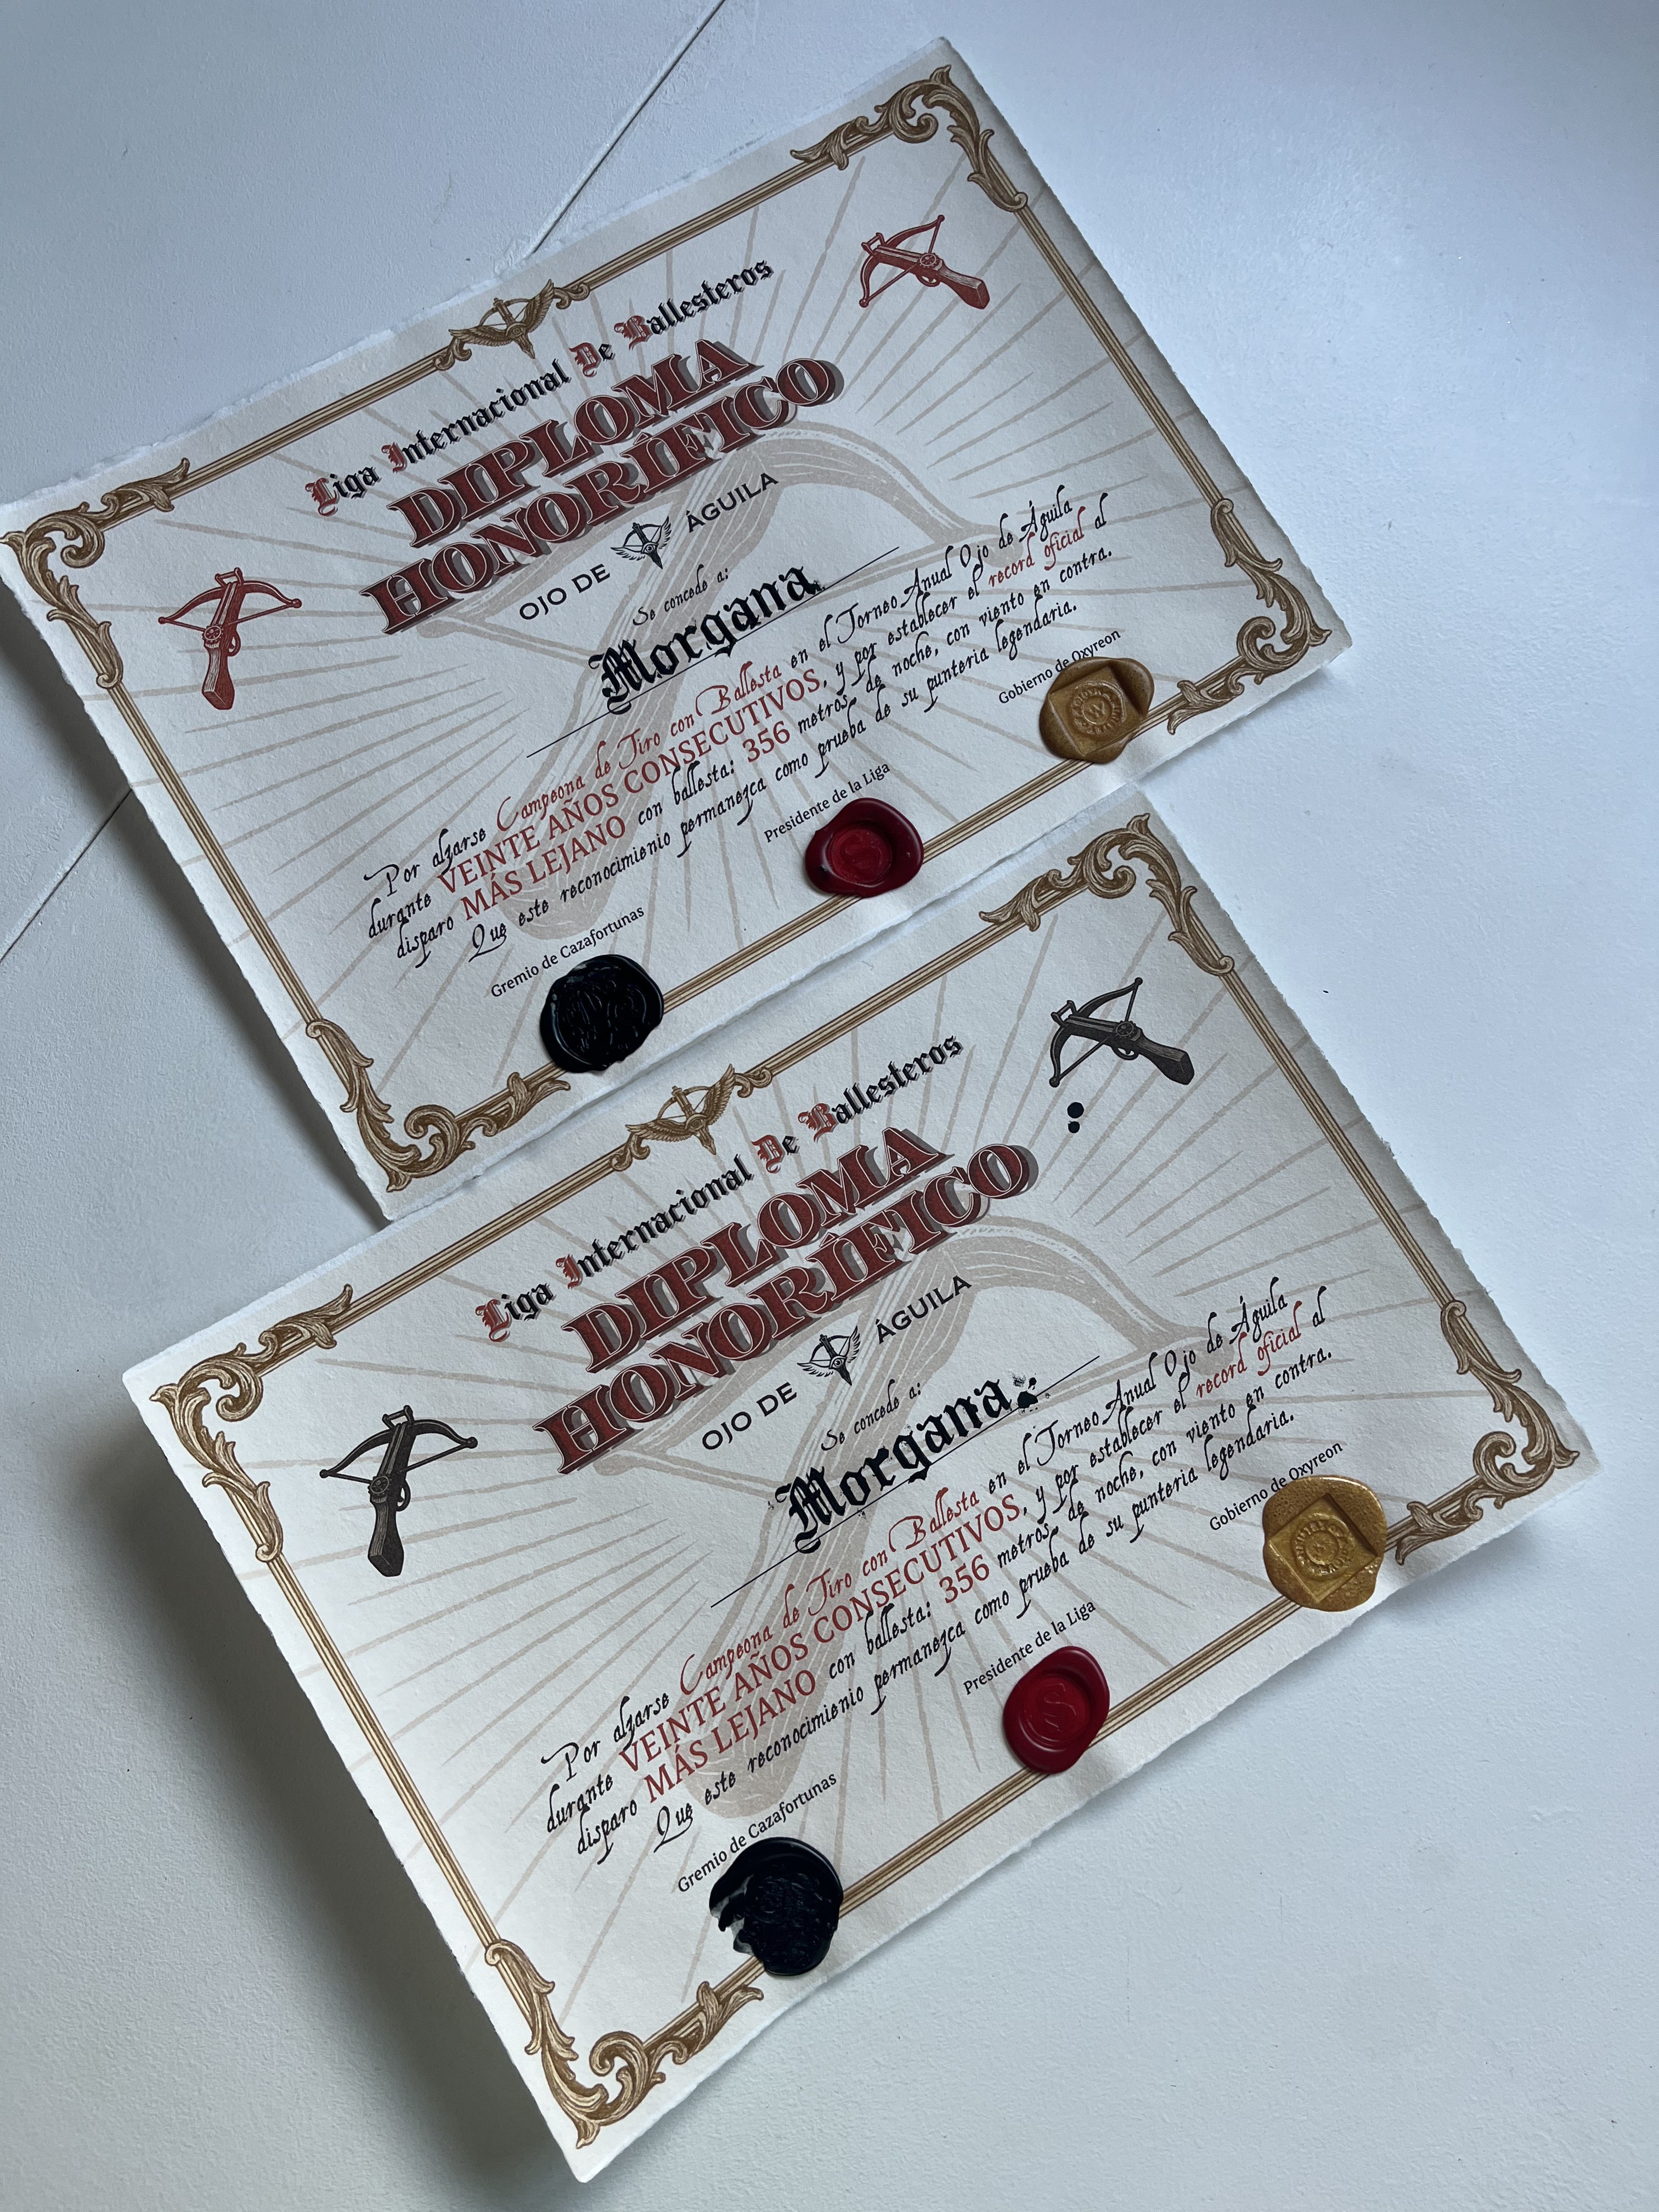 Liga Internacional De Ballesteros
DIPLOMA
HONORÍFICO
OJO DE ÁGUILA
Se concede a:
Morgana
Por alzarse Campeona de Tiro con Ballesta en el Torneo Anual Ojo de Águila
durante VEINTE AÑOS CONSECUTIVOS, y por establecer el record oficial al
disparo MÁS LEJANO con ballesta: 356 metros, de noche, con viento en contra.
Que este reconocimiento permanezca como prueba de su puntería legendaria.
Gremio de Cazafortunas
Presidente de la Liga
Gobierno de Oxyreon
Liga Internacional De Ballesteros
DIPLOMA
HONORÍFICO
OJO DE ÁGUILA
Se concede a:
Morgana
Por alzarse Campeona de Tiro con Ballesta en el Torneo Anual Ojo de Águila
durante VEINTE AÑOS CONSECUTIVOS, y por establecer el record oficial al
disparo MÁS LEJANO con ballesta: 356 metros, de noche, con viento en contra.
Que este reconocimiento permanezca como prueba de su puntería legendaria.
Gremio de Cazafortunas
Presidente de la Liga
Gobierno de Oxyreon